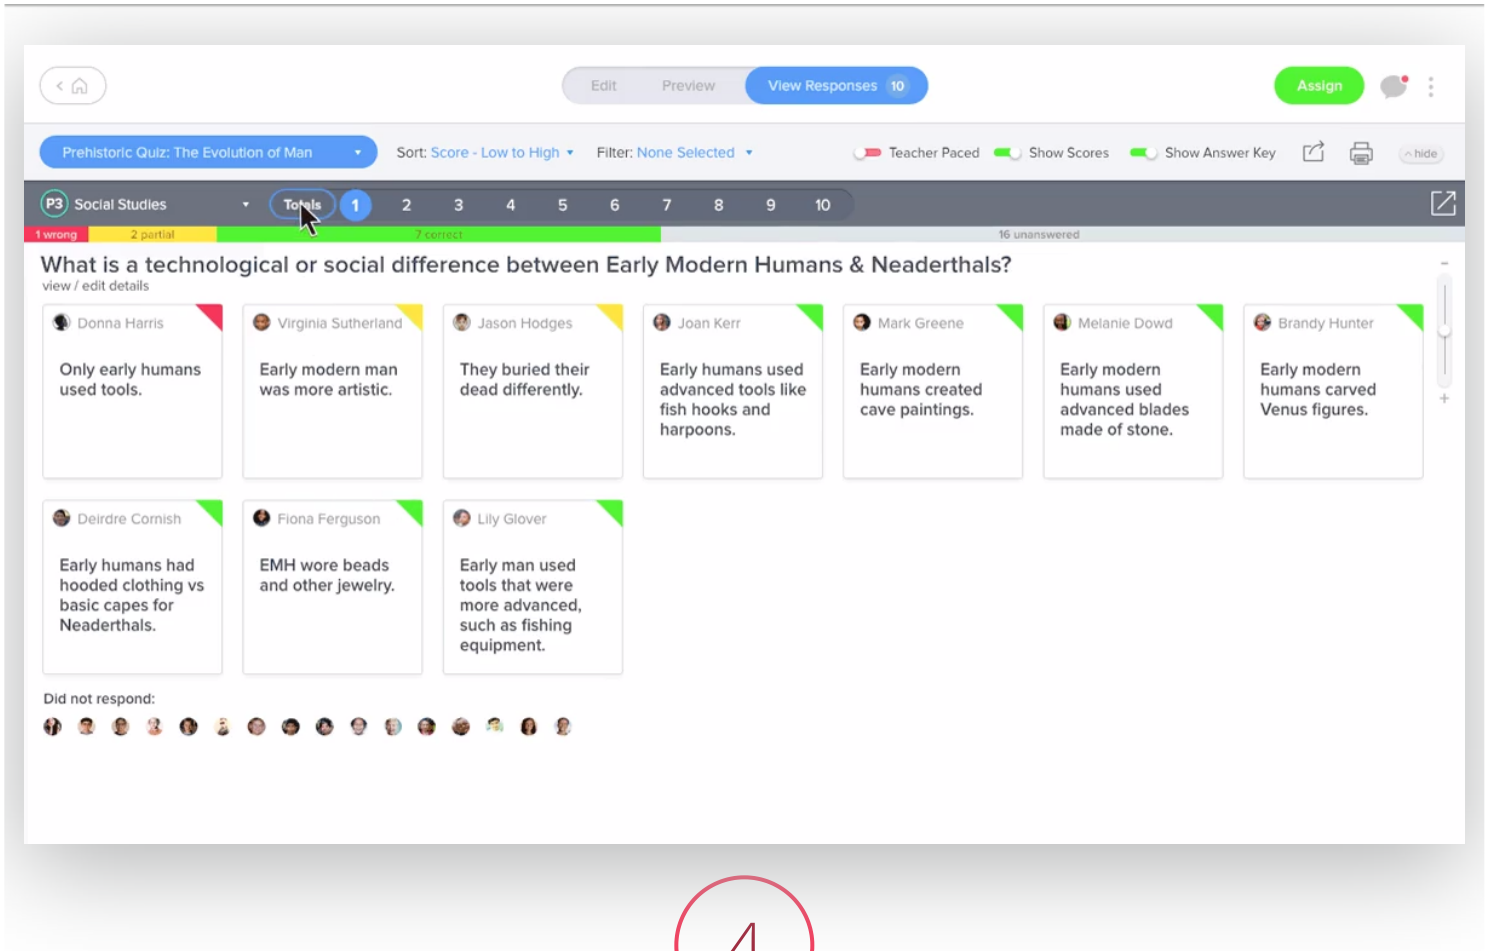 Edit Preview View Responses 10 Assign
Prehistoric Quiz: The Evolution of Man Sort: Score - Low to High Filter: None Selected Teacher Paced Show Scores Show Answer Key hide
P3 Social Studies Totals 1 2 3 4 5 6 7 8 9 10
1 wrong 2 partial 7 correct 16 unanswered
What is a technological or social difference between Early Modern Humans & Neaderthals?
view / edit details
Donna Harris
Only early humans
used tools.
Virginia Sutherland
Early modern man
was more artistic.
Jason Hodges
They buried their
dead differently.
Joan Kerr
Early humans used
advanced tools like
fish hooks and
harpoons.
Mark Greene
Early modern
humans created
cave paintings.
Melanie Dowd
Early modern
humans used
advanced blades
made of stone.
Brandy Hunter
Early modern
humans carved
Venus figures.
Deirdre Cornish
Early humans had
hooded clothing vs
basic capes for
Neaderthals.
Fiona Ferguson
EMH wore beads
and other jewelry.
Lily Glover
Early man used
tools that were
more advanced,
such as fishing
equipment.
Did not respond:
4